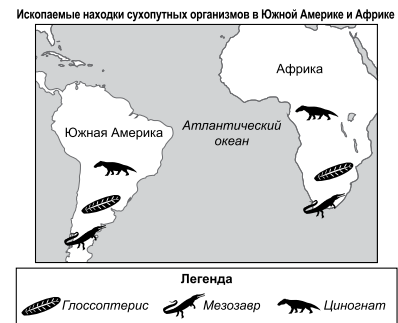 Ископаемые находки сухопутных организмов в Южной Америке и Африке
Африка
Атлантический
океан
Южная Америка
Легенда
Глоссоптерис Мезозавр Циногнат